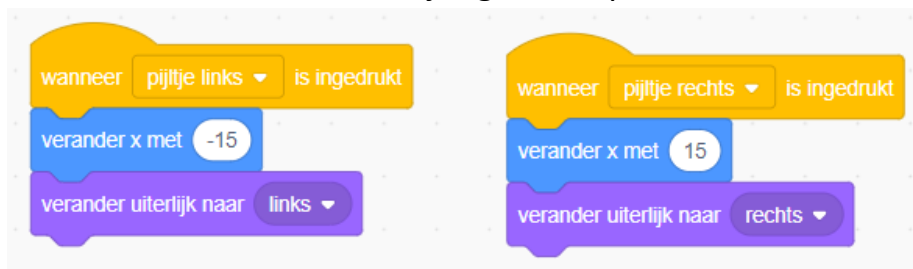 wanneer pijltje links is ingedrukt
verander x met -15
verander uiterlijk naar links
wanneer pijltje rechts is ingedrukt
verander x met 15
verander uiterlijk naar rechts